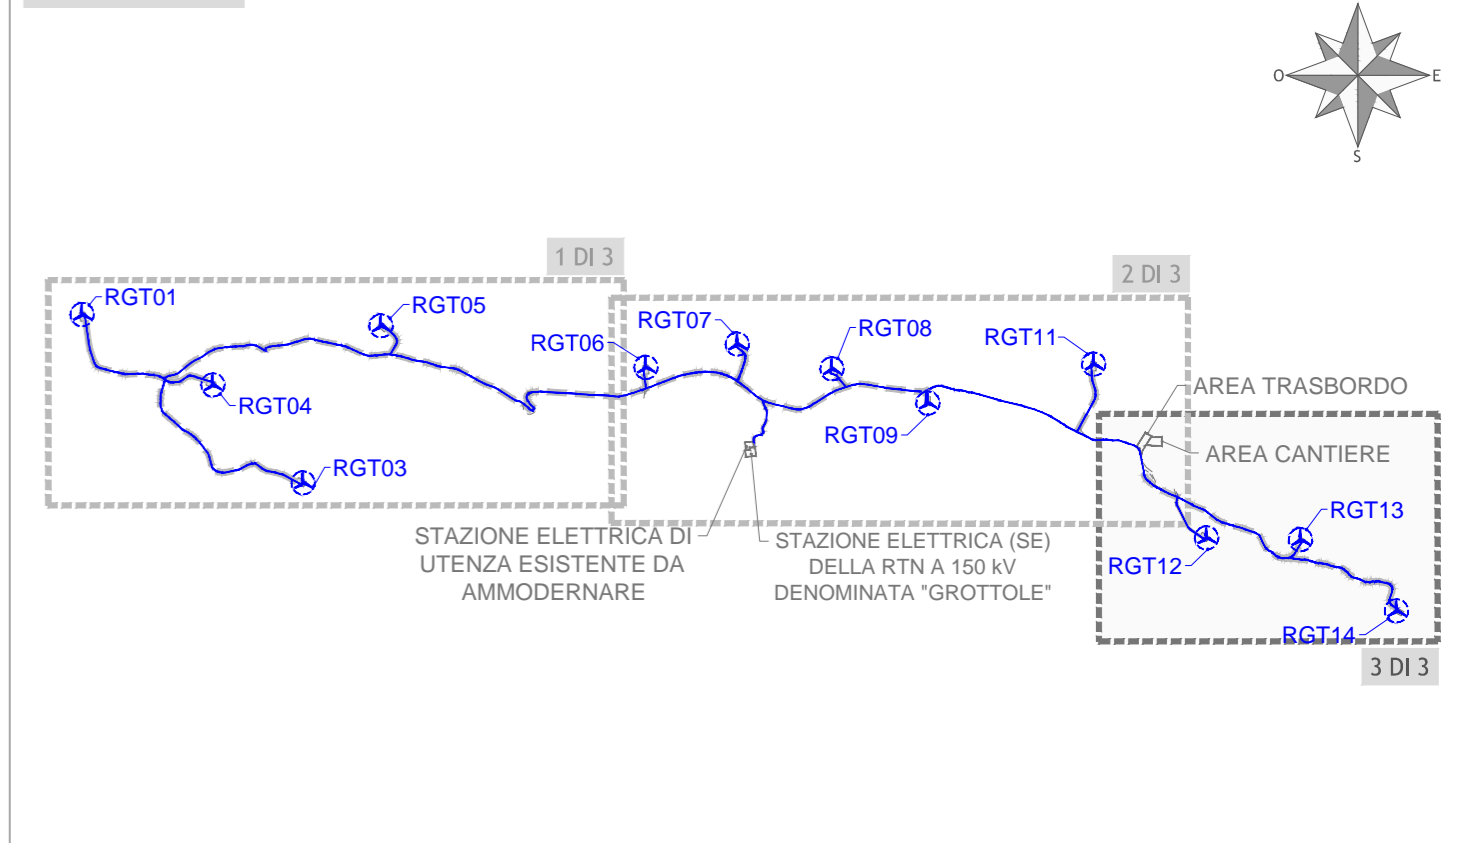 O
E
S
1 DI 3
2 DI 3
RGT01
RGT05
RGT07
RGT08
RGT06
RGT11
AREA TRASBORDO
RGT04
RGT09
AREA CANTIERE
RGT03
RGT13
STAZIONE ELETTRICA DI
UTENZA ESISTENTE DA
AMMODERNARE
STAZIONE ELETTRICA (SE)
DELLA RTN A 150 kV
DENOMINATA "GROTTOLE"
RGT12
RGT14
3 DI 3